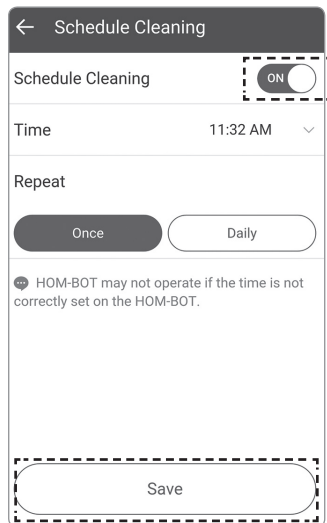 Schedule Cleaning
Schedule Cleaning ON
Time 11:32 AM
Repeat
Once Daily
HOM-BOT may not operate if the time is not
correctly set on the HOM-BOT.
Save